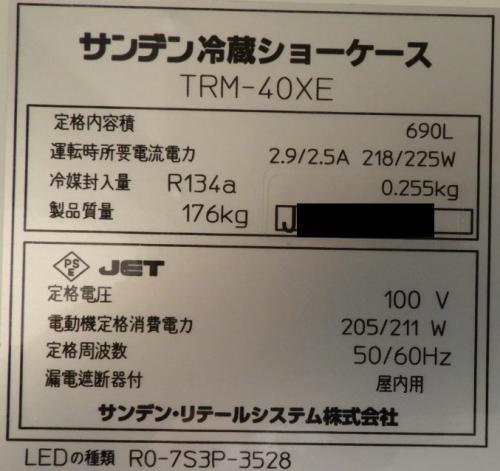 サンデン冷蔵ショーケース
TRM-40XE
定格内容積 690L
運転時所要電流電力 2.9/2.5A 218/225W
冷媒封入量 R134a 0.255kg
製品質量 176kg J
PSE JET
定格電圧 100 V
電動機定格消費電力 205/211 W
定格周波数 50/60Hz
漏電遮断器付 屋内用
サンデン・リテールシステム株式会社
LEDの種類 RO-7S3P-3528